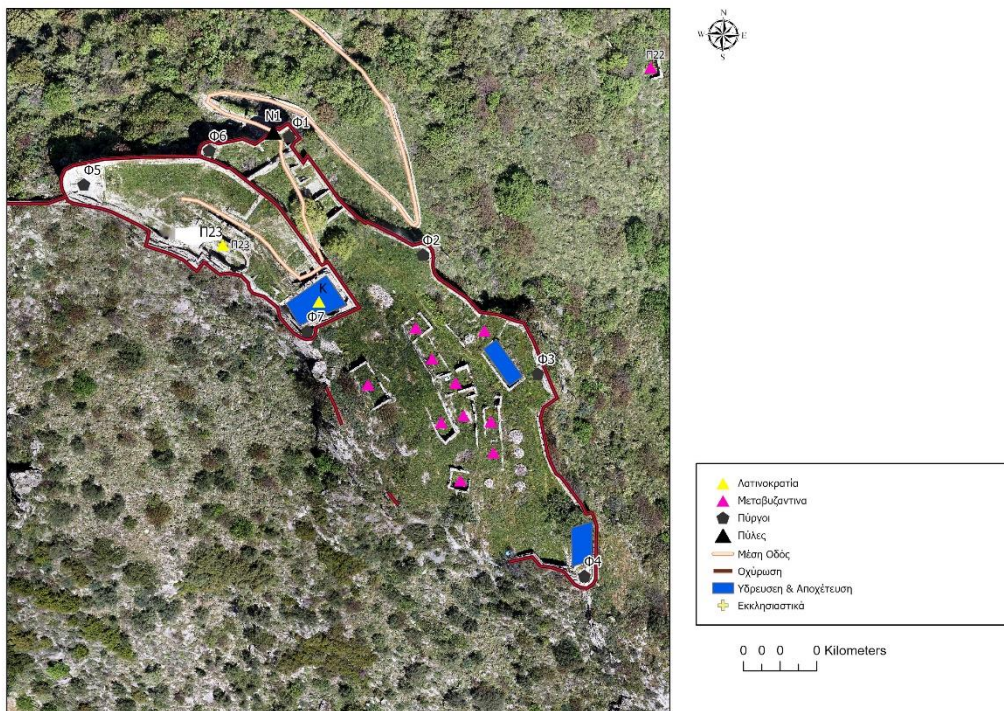 N
W E
S
Π22
N1
Φ1
Φ6
Φ5
Π23
Π23
Φ2
Κ
Φ7
Φ3
Φ4
Λατινοκρατία
Μεταβυζαντινα
Πύργοι
Πύλες
Μέση Οδός
Οχύρωση
Υδρευσεη & Αποχέτευση
Εκκλησιαστικά
0 0 0 0 Kilometers